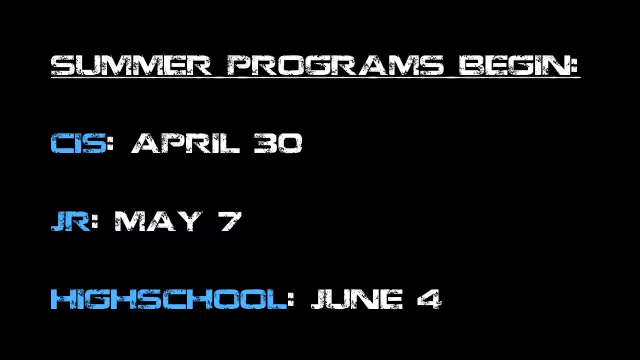 SUMMER PROGRAMS BEGIN:
CIS: APRIL 30
JR: MAY 7
HIGHSCHOOL: JUNE 4